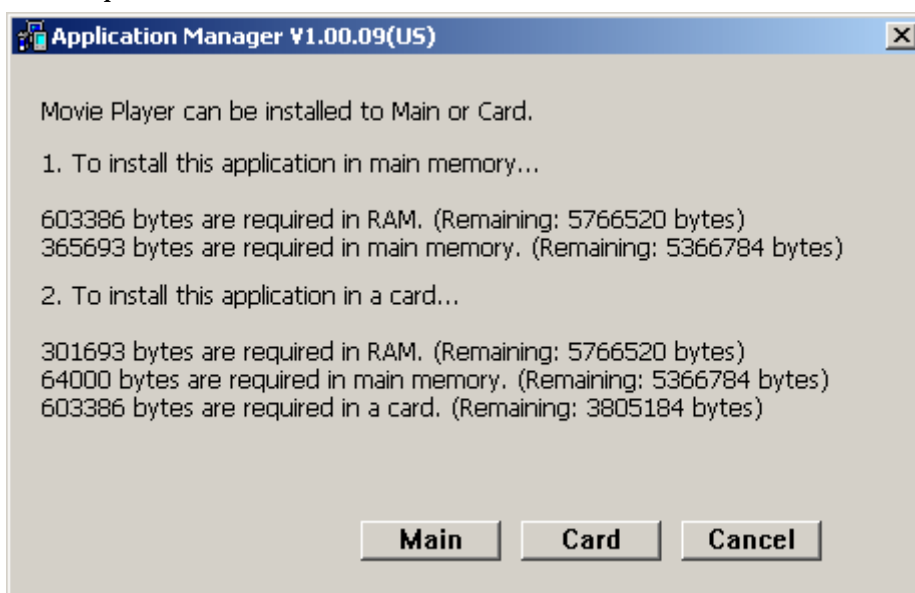 Application Manager V1.00.09(US)
Movie Player can be installed to Main or Card.
1. To install this application in main memory...
603386 bytes are required in RAM. (Remaining: 5766520 bytes)
365693 bytes are required in main memory. (Remaining: 5366784 bytes)
2. To install this application in a card...
301693 bytes are required in RAM. (Remaining: 5766520 bytes)
64000 bytes are required in main memory. (Remaining: 5366784 bytes)
603386 bytes are required in a card. (Remaining: 3805184 bytes)
Main Card Cancel